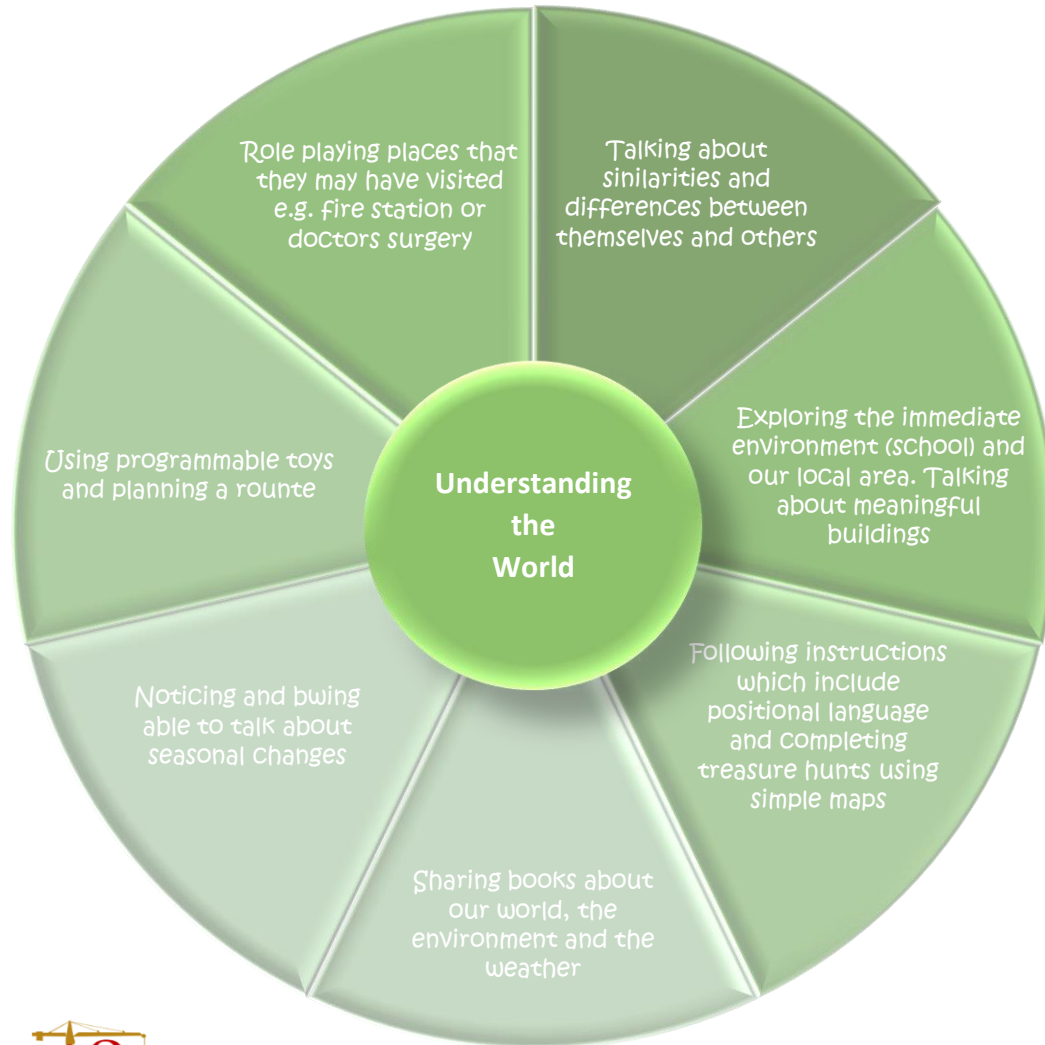 Role playing places that
they may have visited
e.g. fire station or
doctors surgery
Talking about
sinilarities and
differences between
themselves and others
Exploring the immediate
environment (school) and
our local area. Talking
about meaningful
buildings
Following instructions
which include
positional language
and completing
treasure hunts using
simple maps
Sharing books about
our world, the
environment and the
weather
Noticing and bwing
able to talk about
seasonal changes
Using programmable toys
and planning a rounte
Understanding
the
World